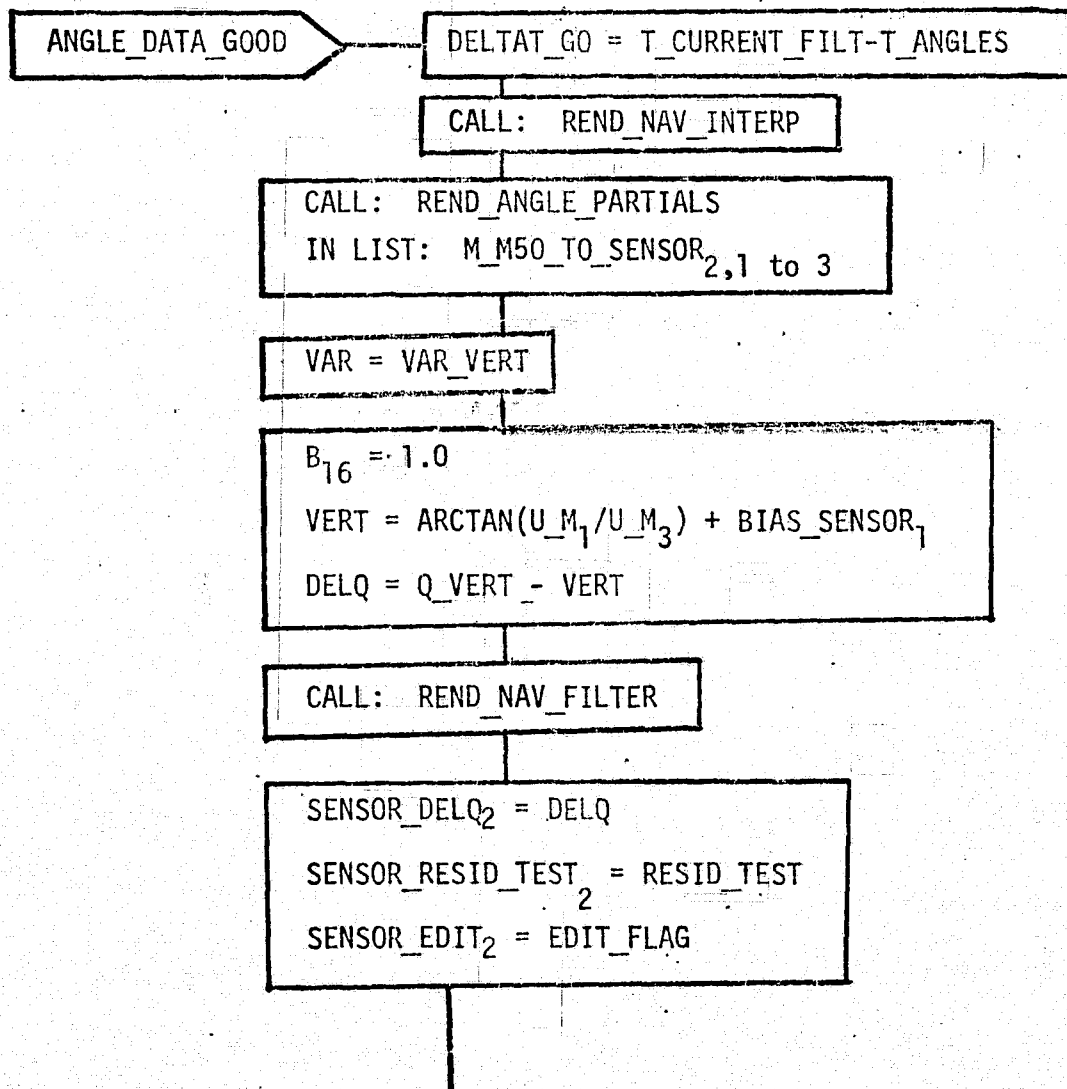 ANGLE_DATA_GOOD
DELTAT_GO = T_CURRENT_FILT-T_ANGLES
CALL: REND_NAV_INTERP
CALL: REND_ANGLE_PARTIALS
IN LIST: M_M50_TO_SENSOR2,1 to 3
VAR = VAR_VERT
B16 = 1.0
VERT = ARCTAN(U_M1/U_M3) + BIAS_SENSOR1
DELQ = Q_VERT - VERT
CALL: REND_NAV_FILTER
SENSOR_DELQ2 = DELQ
SENSOR_RESID_TEST2 = RESID_TEST
SENSOR_EDIT2 = EDIT_FLAG